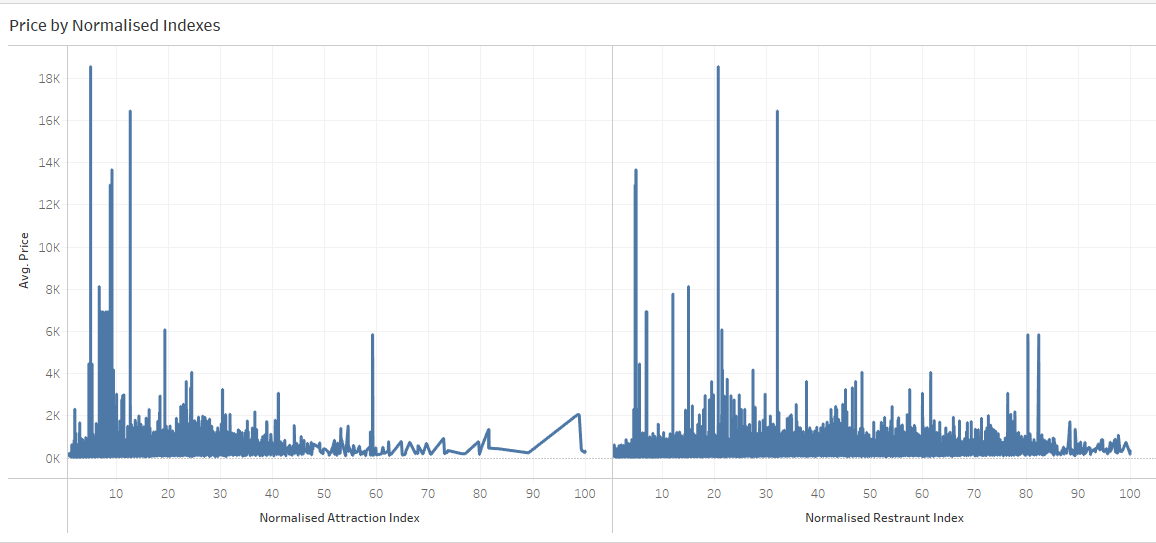 Price by Normalised Indexes
18K
16K
14K
12K
10K
8K
6K
4K
2K
0K
Avg. Price
10 20 30 40 50 60 70 80 90 100 10 20 30 40 50 60 70 80 90 100
Normalised Attraction Index Normalised Restraunt Index